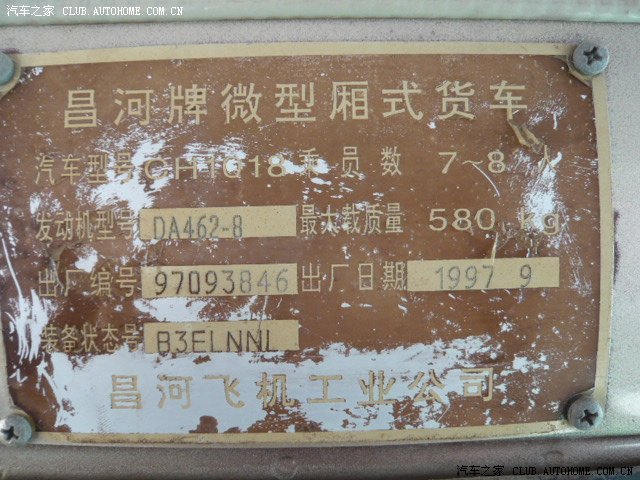 汽车之家 CLUB.AUTOHOME.COM.CN
昌河牌微型厢式货车
汽车型号 CH1018 乘员数 7~8 人
发动机型号 DA462-8 最大载质量 580 kg
出厂编号 97093846 出厂日期 1997 9
装备状态号 B3ELNNL
昌河飞机工业公司
汽车之家 CLUB.AUTOHOME.COM.CN